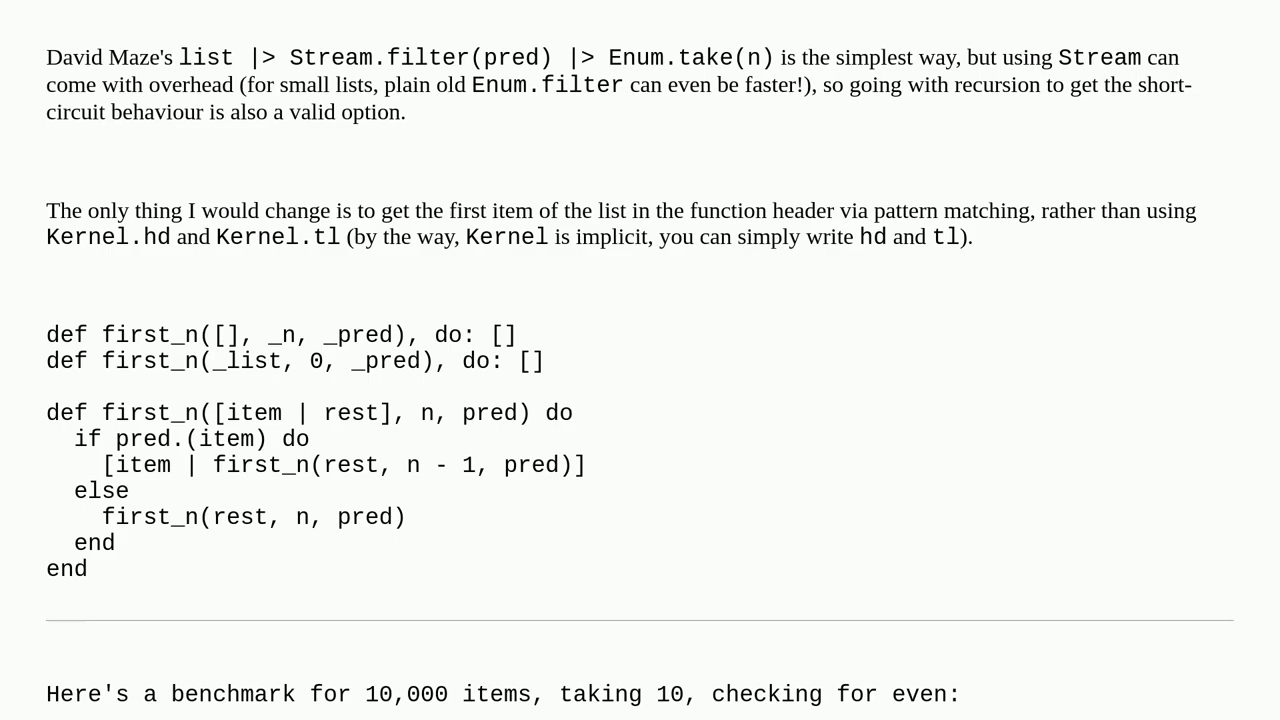 David Maze's list |> Stream.filter(pred) |> Enum.take(n) is the simplest way, but using Stream can
come with overhead (for small lists, plain old Enum.filter can even be faster!), so going with recursion to get the short-
circuit behaviour is also a valid option.
The only thing I would change is to get the first item of the list in the function header via pattern matching, rather than using
Kernel.hd and Kernel.tl (by the way, Kernel is implicit, you can simply write hd and tl).
def first_n([], _n, _pred), do: []
def first_n(_list, 0, _pred), do: []
def first_n([item | rest], n, pred) do
  if pred.(item) do
    [item | first_n(rest, n - 1, pred)]
  else
    first_n(rest, n, pred)
  end
end
Here's a benchmark for 10,000 items, taking 10, checking for even: